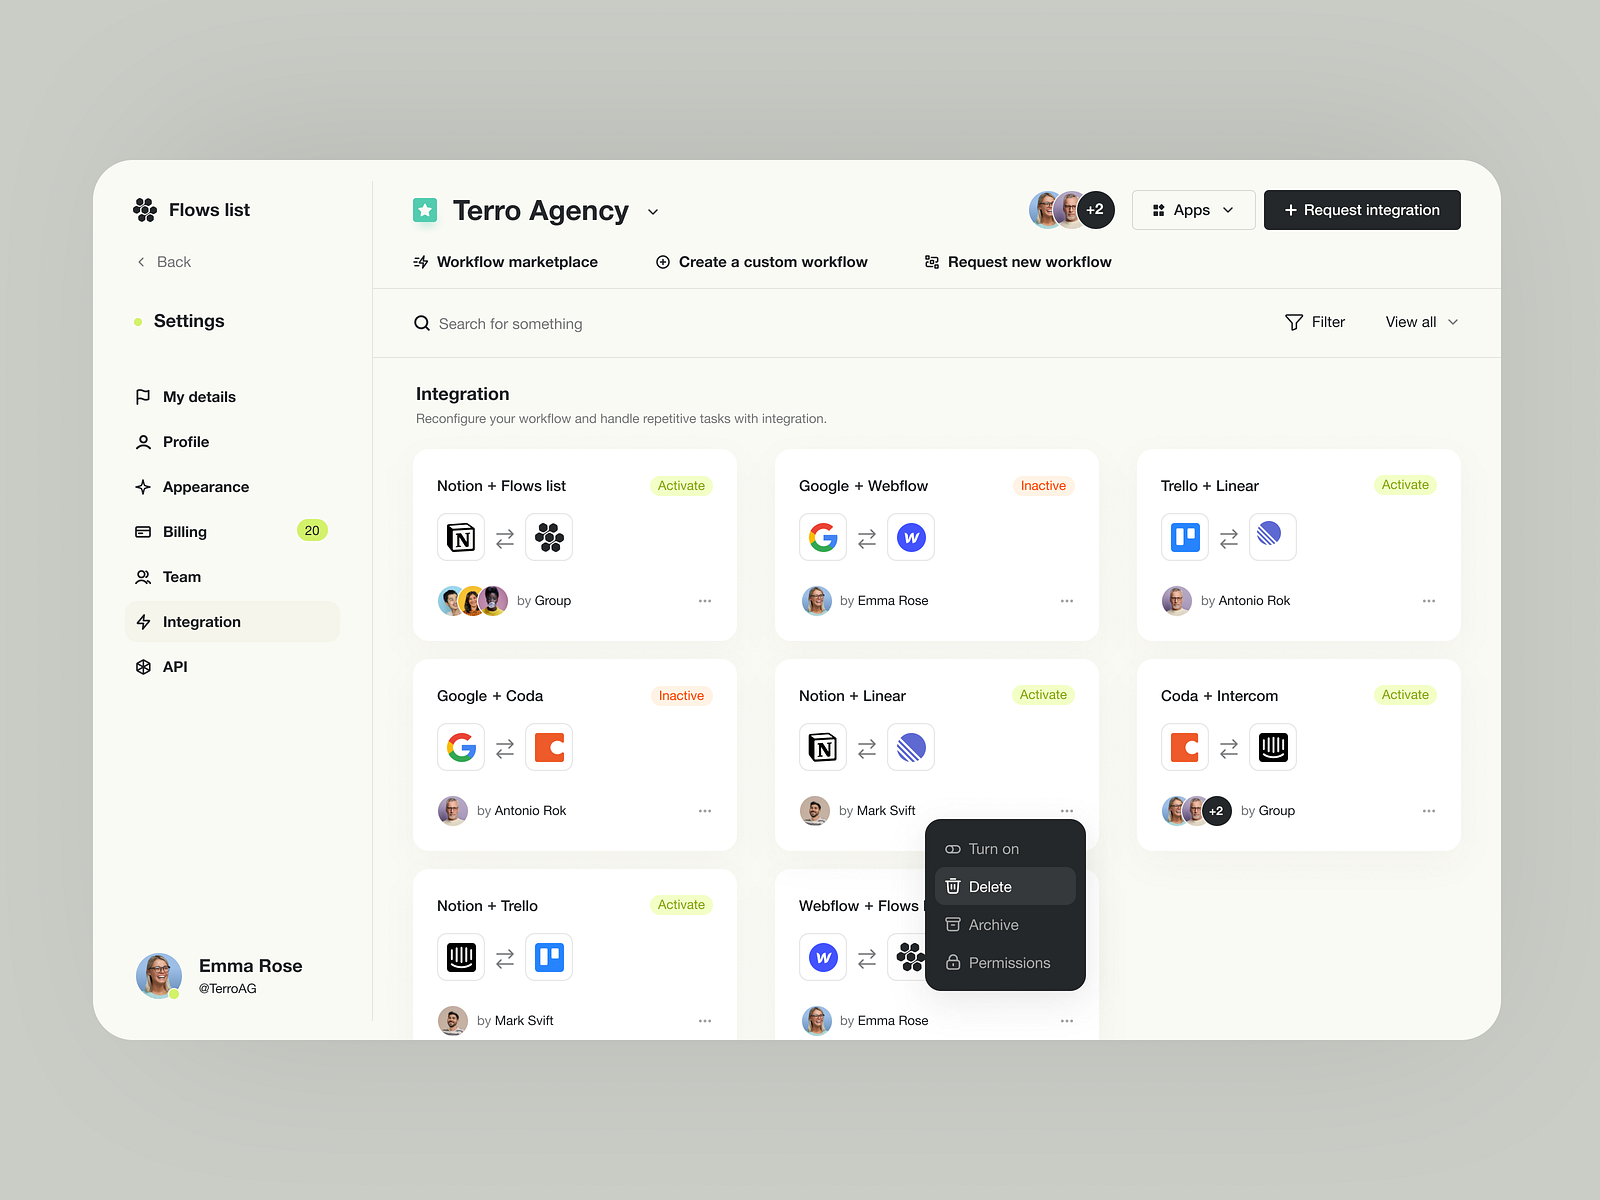 Flows list
Back
Settings
My details
Profile
Appearance
Billing
20
Team
Integration
API
Emma Rose
@TerroAG
Terro Agency
+2
Apps
+ Request integration
Workflow marketplace
Create a custom workflow
Request new workflow
Search for something
Filter
View all
Integration
Reconfigure your workflow and handle repetitive tasks with integration.
Notion + Flows list
Activate
N
by Group
Google + Webflow
Inactive
W
by Emma Rose
Trello + Linear
Activate
by Antonio Rok
Google + Coda
Inactive
by Antonio Rok
Notion + Linear
Activate
N
by Mark Svift
Coda + Intercom
Activate
+2
by Group
Turn on
Delete
Archive
Permissions
Notion + Trello
Activate
by Mark Svift
Webflow + Flows
W
by Emma Rose